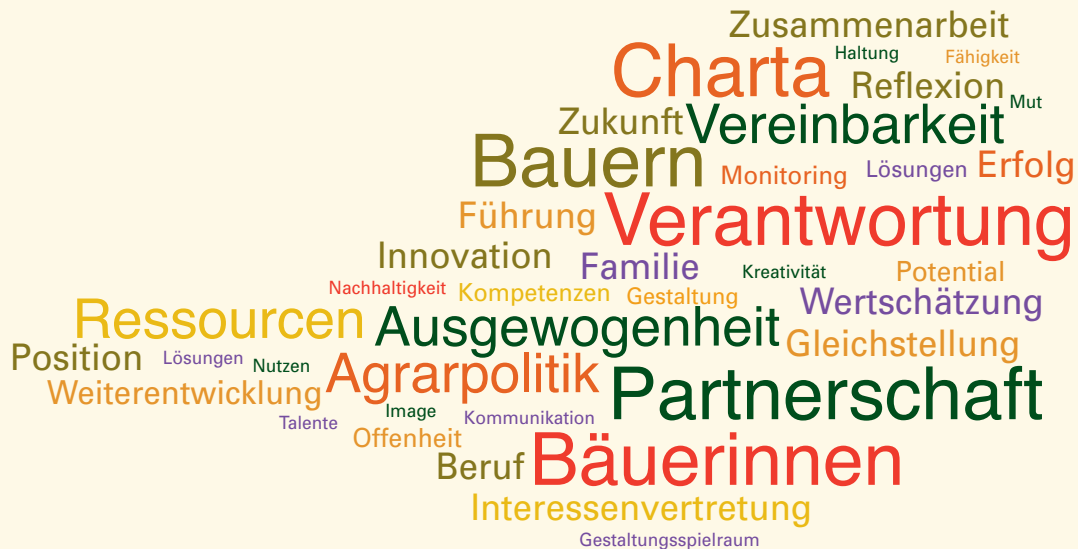 Zusammenarbeit
Charta Haltung Fähigkeit
Reflexion Mut
Zukunft Vereinbarkeit
Bauern Monitoring Lösungen Erfolg
Führung Verantwortung
Innovation Familie Kreativität Potential
Nachhaltigkeit Kompetenzen Gestaltung Wertschätzung
Ressourcen Ausgewogenheit Gleichstellung
Position Lösungen Nutzen
Weiterentwicklung Agrarpolitik Partnerschaft
Talente Image Kommunikation
Offenheit
Beruf Bäuerinnen
Interessenvertretung
Gestaltungsspielraum